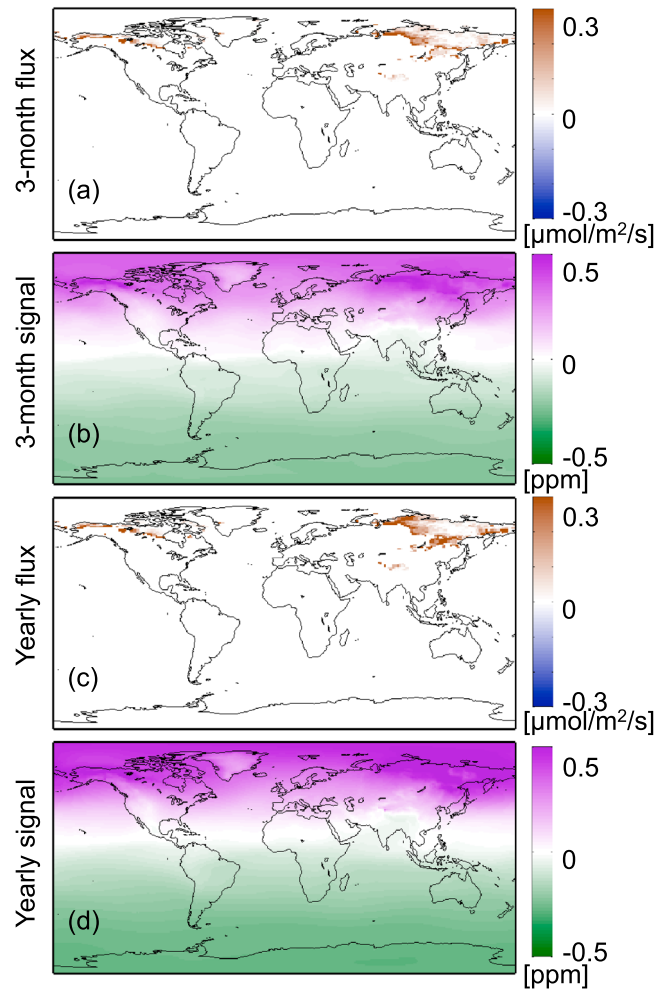 3-month flux
(a)
0.3
0
-0.3
[µmol/m²/s]
3-month signal
(b)
0.5
0
-0.5
[ppm]
Yearly flux
(c)
0.3
0
-0.3
[µmol/m²/s]
Yearly signal
(d)
0.5
0
-0.5
[ppm]